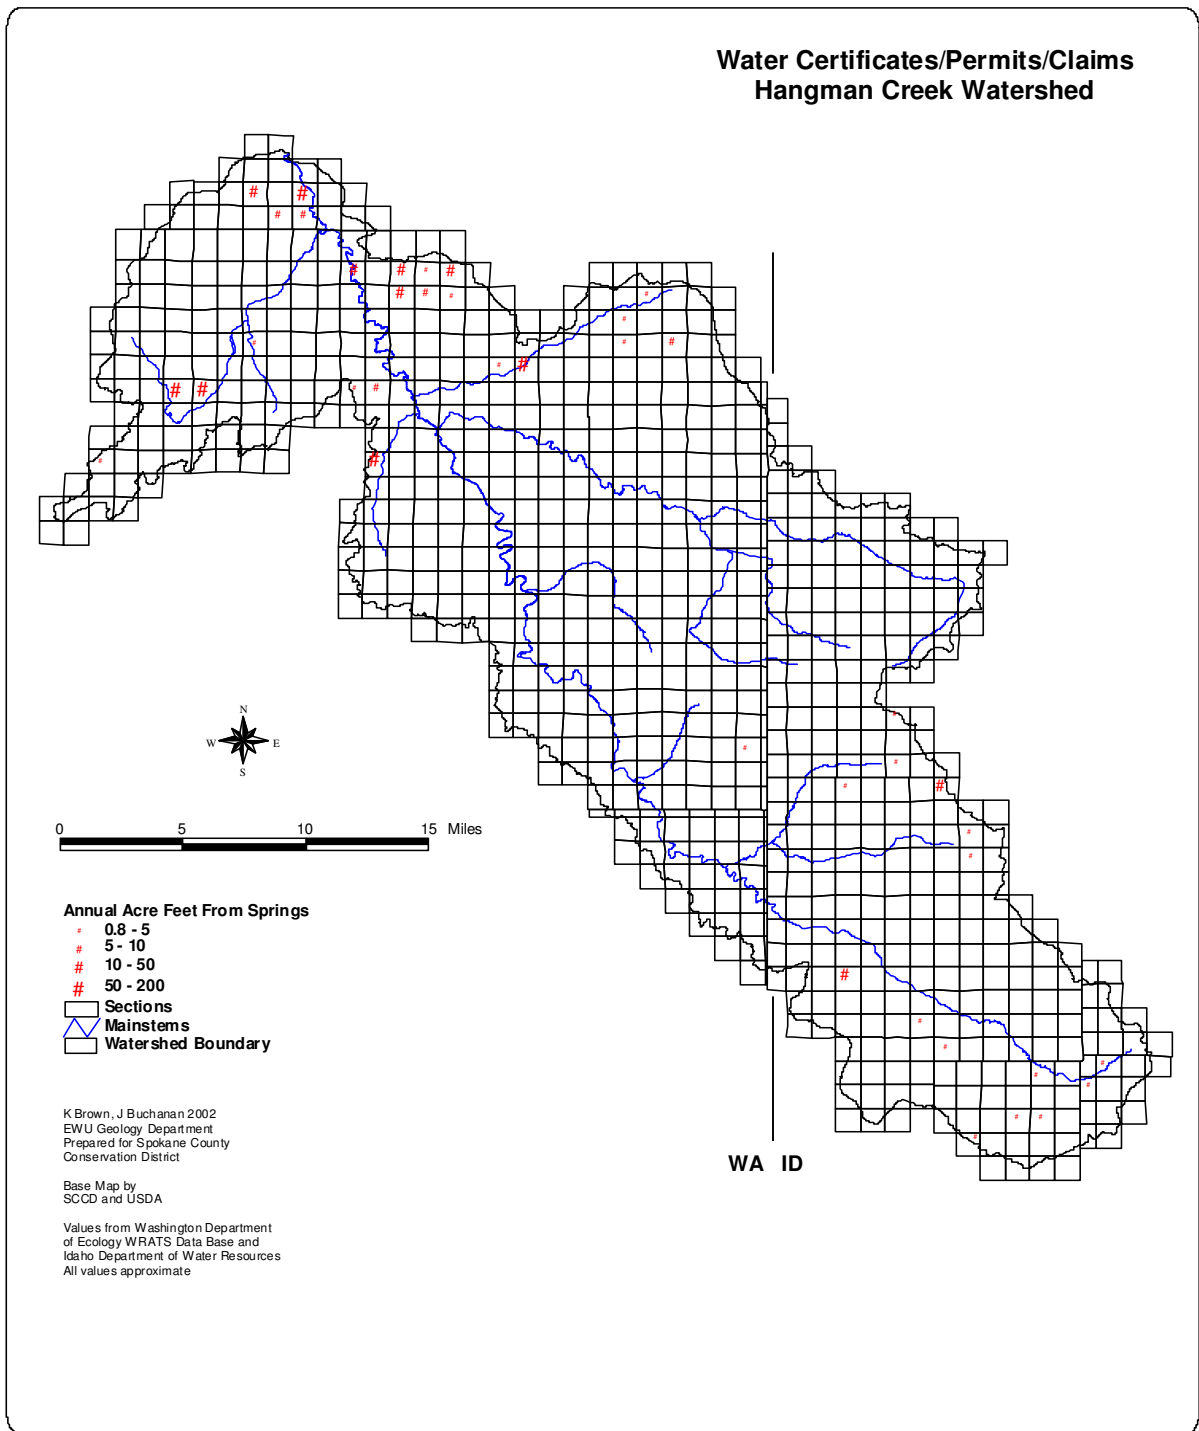 Water Certificates/Permits/Claims
Hangman Creek Watershed
N
W E
S
0 5 10 15 Miles
Annual Acre Feet From Springs
# 0.8 - 5
# 5 - 10
# 10 - 50
# 50 - 200
Sections
Mainstems
Watershed Boundary
K Brown, J Buchanan 2002
EWU Geology Department
Prepared for Spokane County
Conservation District
Base Map by
SCCD and USDA
Values from Washington Department
of Ecology WRATS Data Base and
Idaho Department of Water Resources
All values approximate
WA ID